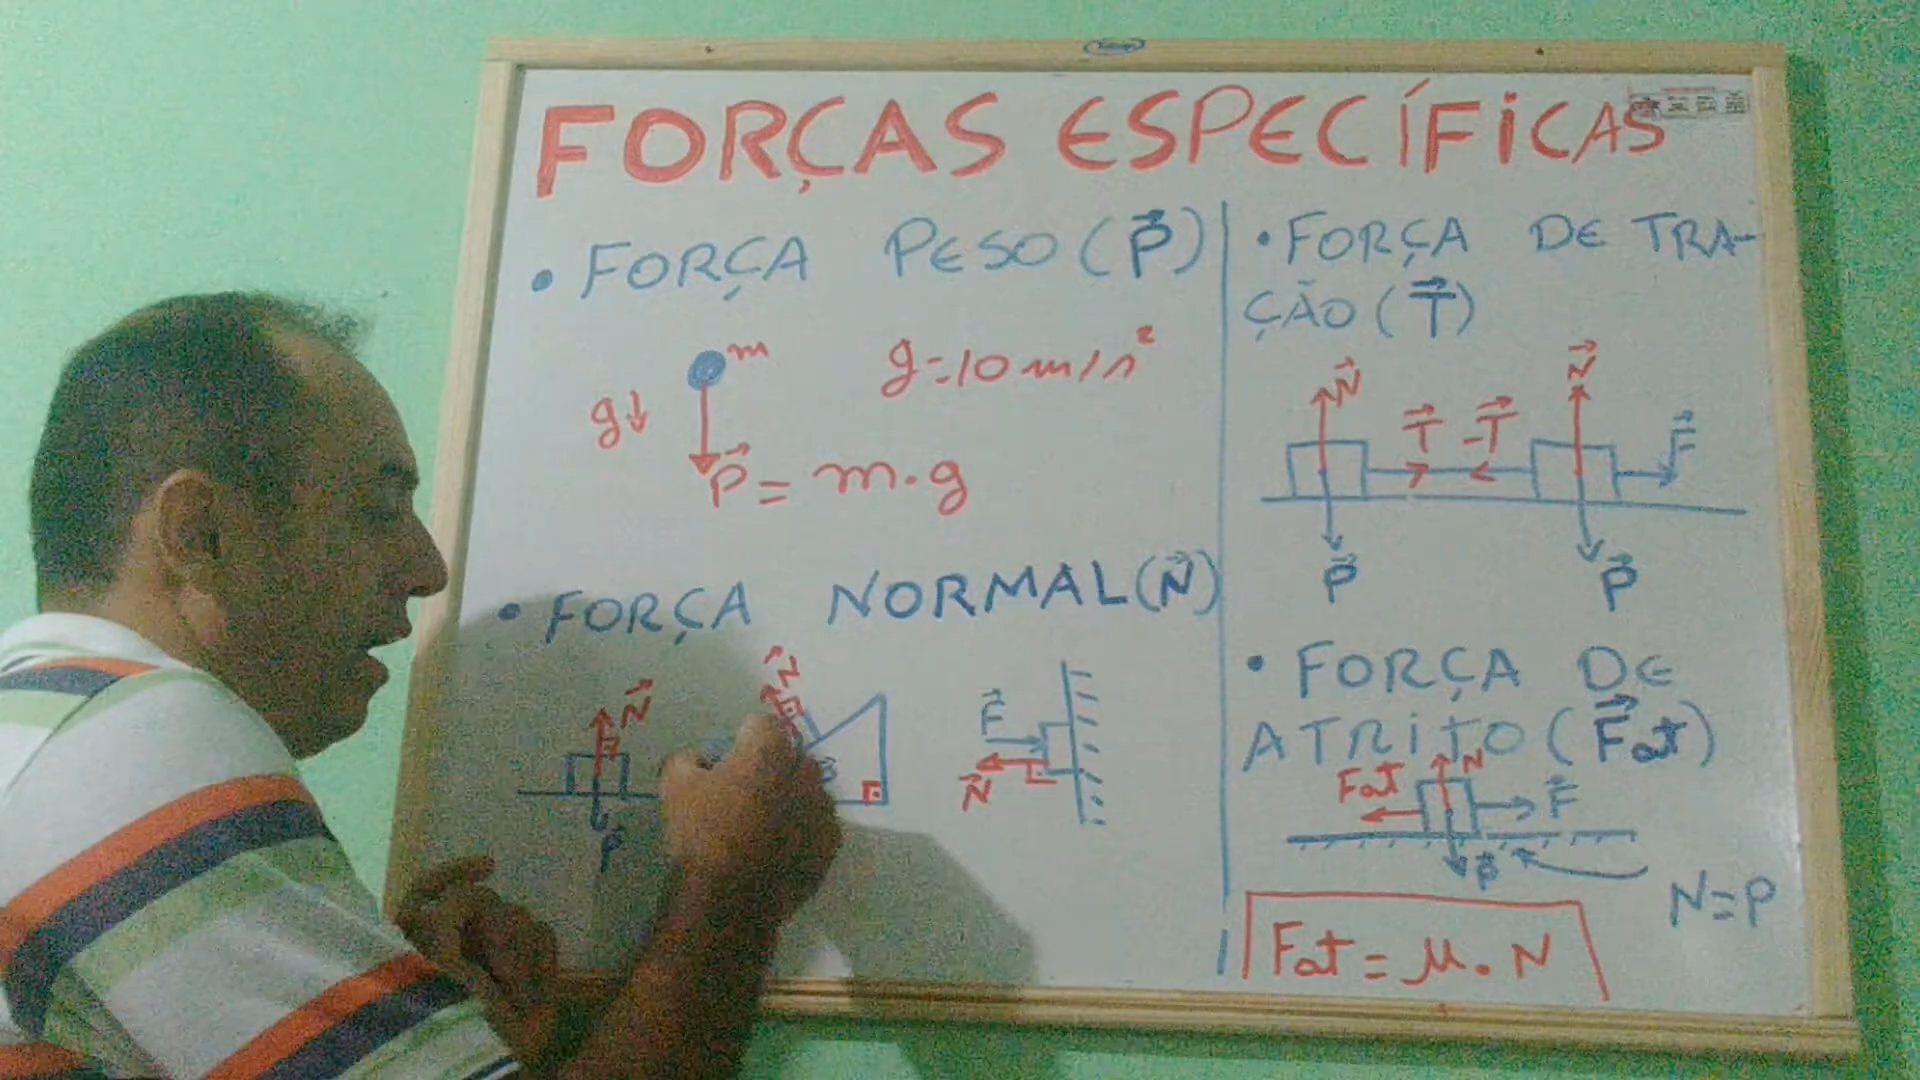 FORÇAS ESPECÍFICAS
• FORÇA PESO (P)
m
g = 10 m/s²
g↓
P = m.g
• FORÇA NORMAL (N)
N
P
N
F
N
• FORÇA DE TRA-
ÇÃO (T)
N
N
T -T
F
P
P
• FORÇA DE
ATRITO (Fat)
Fat
N
F
P
N = P
Fat = μ . N